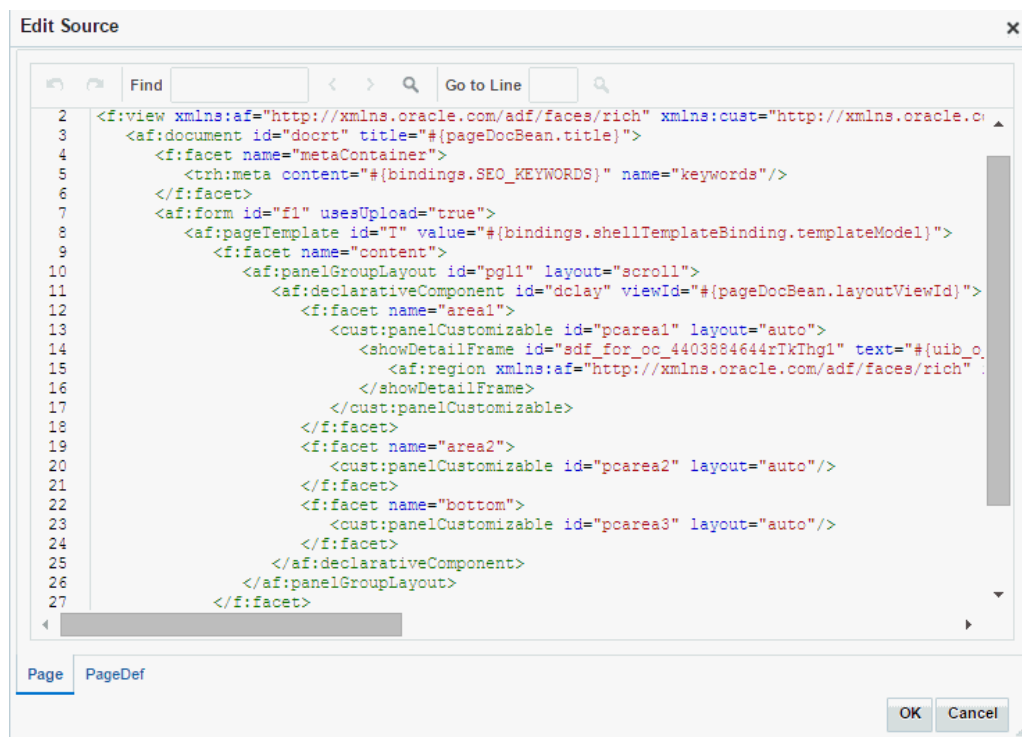 Edit Source
Find
Go to Line
2 <f:view xmlns:af="http://xmlns.oracle.com/adf/faces/rich" xmlns:cust="http://xmlns.oracle.c
3 <af:document id="docrt" title="#{pageDocBean.title}">
4 <f:facet name="metaContainer">
5 <trh:meta content="#{bindings.SEO_KEYWORDS}" name="keywords"/>
6 </f:facet>
7 <af:form id="f1" usesUpload="true">
8 <af:pageTemplate id="T" value="#{bindings.shellTemplateBinding.templateModel}">
9 <f:facet name="content">
10 <af:panelGroupLayout id="pgl1" layout="scroll">
11 <af:declarativeComponent id="dclay" viewId="#{pageDocBean.layoutViewId}">
12 <f:facet name="area1">
13 <cust:panelCustomizable id="pcarea1" layout="auto">
14 <showDetailFrame id="sdf_for_oc_4403884644rTkThg1" text="#{uib_o_
15 <af:region xmlns:af="http://xmlns.oracle.com/adf/faces/rich"
16 </showDetailFrame>
17 </cust:panelCustomizable>
18 </f:facet>
19 <f:facet name="area2">
20 <cust:panelCustomizable id="pcarea2" layout="auto"/>
21 </f:facet>
22 <f:facet name="bottom">
23 <cust:panelCustomizable id="pcarea3" layout="auto"/>
24 </f:facet>
25 </af:declarativeComponent>
26 </af:panelGroupLayout>
27 </f:facet>
Page PageDef
OK Cancel